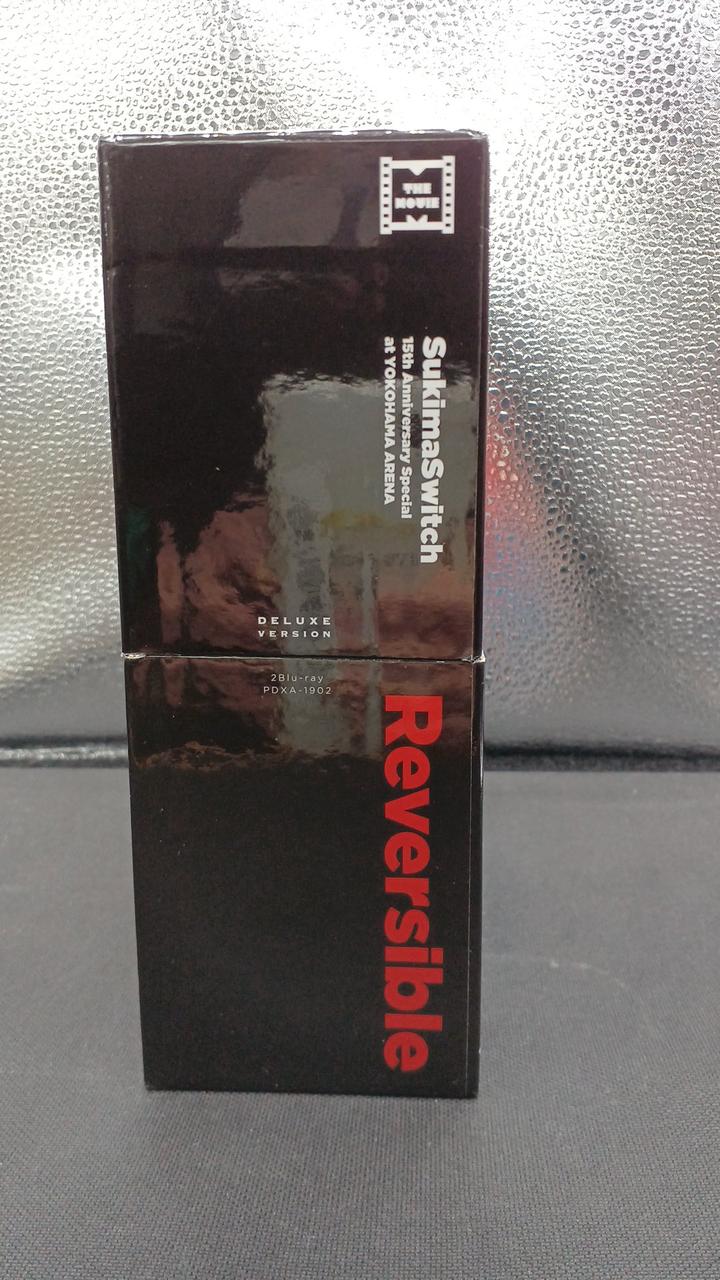 THE
MOVIE
SukimaSwitch
15th Anniversary Special
at YOKOHAMA ARENA
DELUXE
VERSION
2Blu-ray
PDXA-1902
Reversible